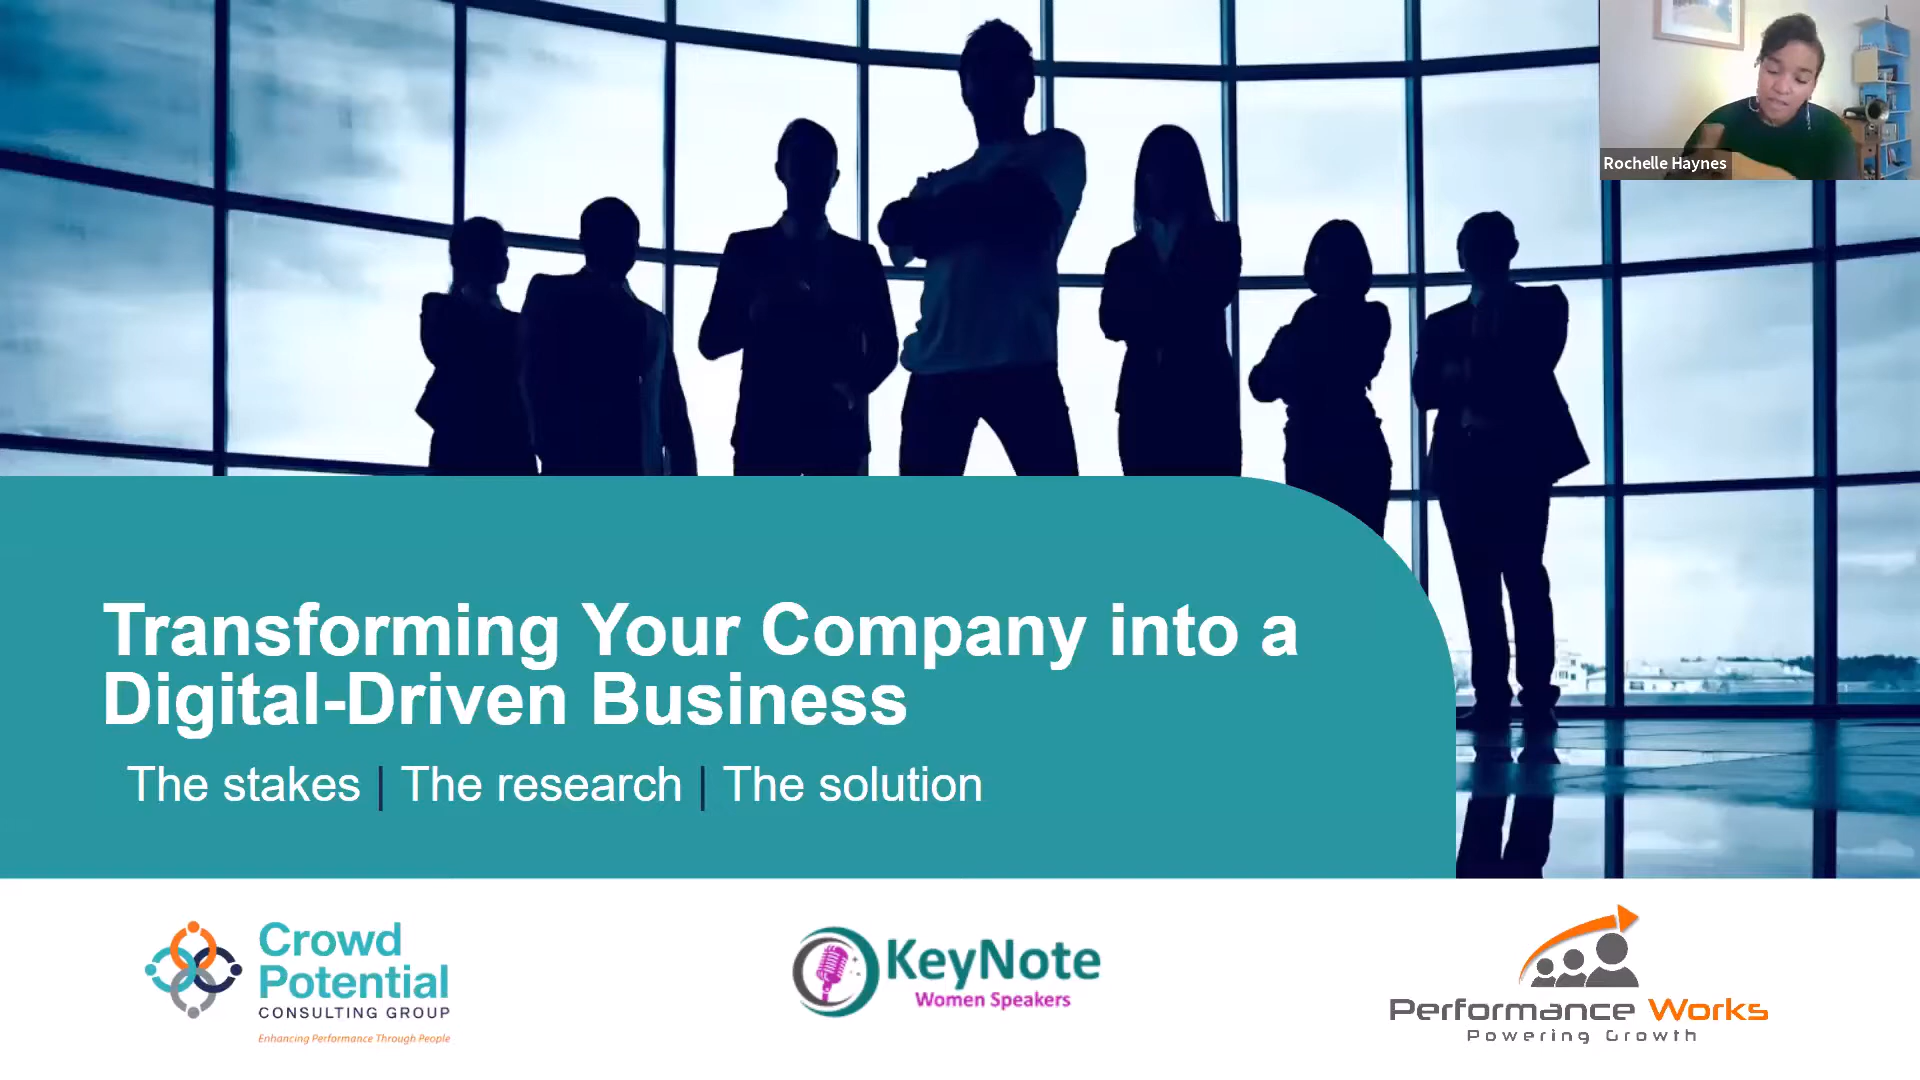 Rochelle Haynes
Transforming Your Company into a
Digital-Driven Business
The stakes | The research | The solution
Crowd
Potential
CONSULTING GROUP
Enhancing Performance Through People
KeyNote
Women Speakers
Performance Works
Powering Growth